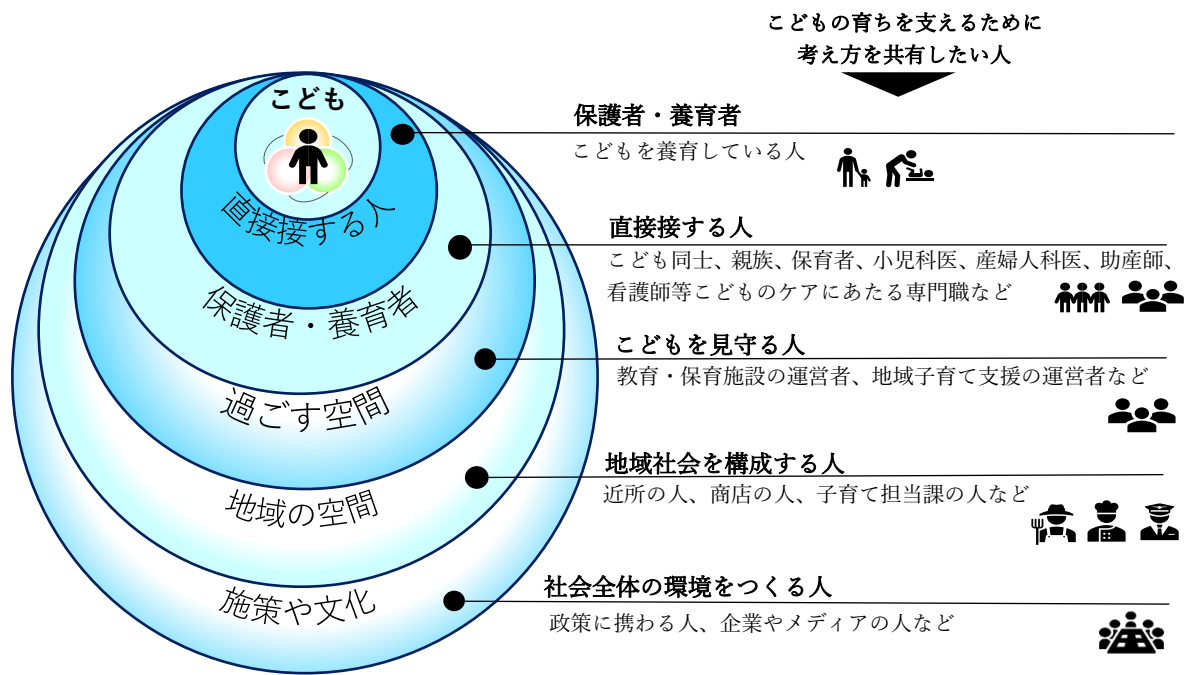 こどもの育ちを支えるために
考え方を共有したい人
こども
直接接する人
保護者・養育者
過ごす空間
地域の空間
施策や文化
保護者・養育者
こどもを養育している人
直接接する人
こども同士、親族、保育者、小児科医、産婦人科医、助産師、
看護師等こどものケアにあたる専門職など
こどもを見守る人
教育・保育施設の運営者、地域子育て支援の運営者など
地域社会を構成する人
近所の人、商店の人、子育て担当課の人など
社会全体の環境をつくる人
政策に携わる人、企業やメディアの人など